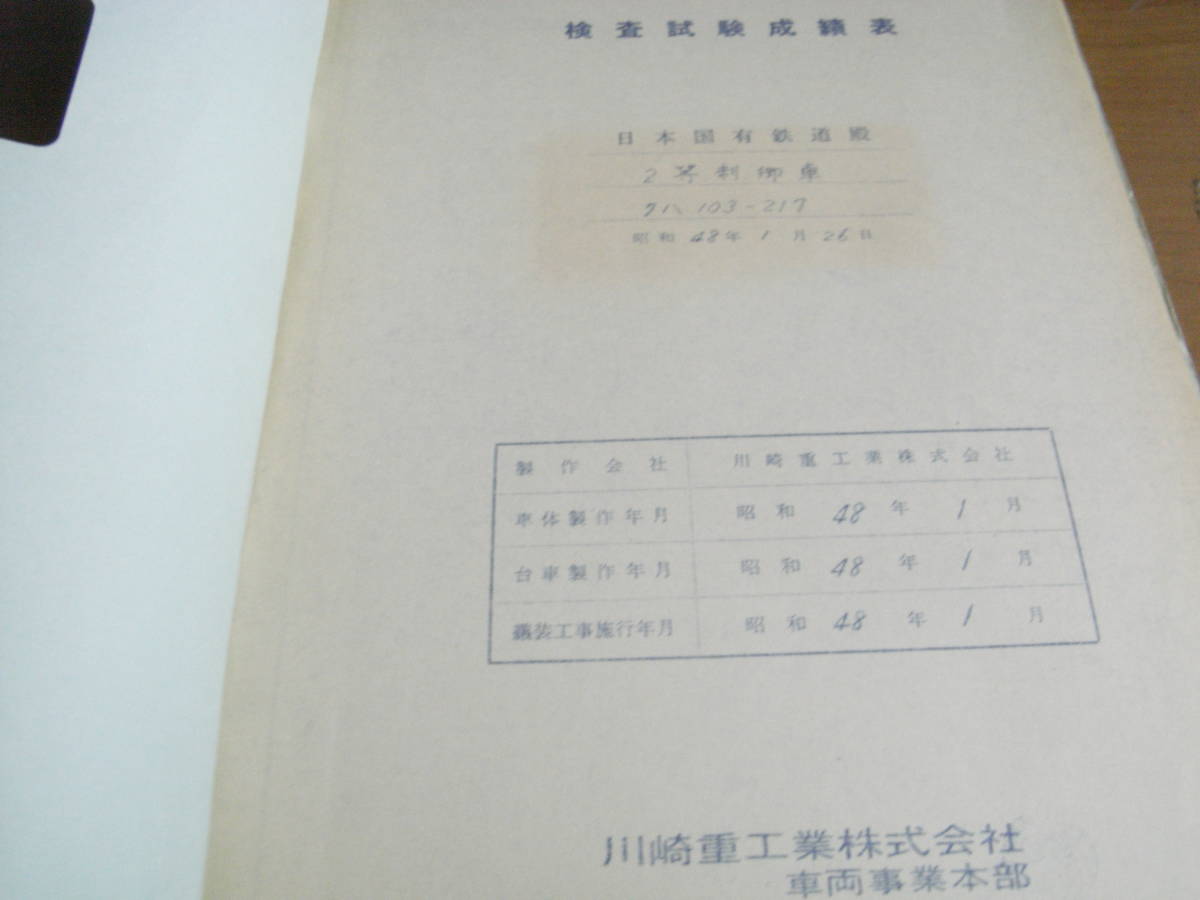 検査試験成績表
日本国有鉄道殿
2等制御車
クハ103-217
昭和48年1月26日
製作会社 川崎重工業株式会社
車体製作年月 昭和48年1月
台車製作年月 昭和48年1月
艤装工事施行年月 昭和48年1月
川崎重工業株式会社
車両事業本部